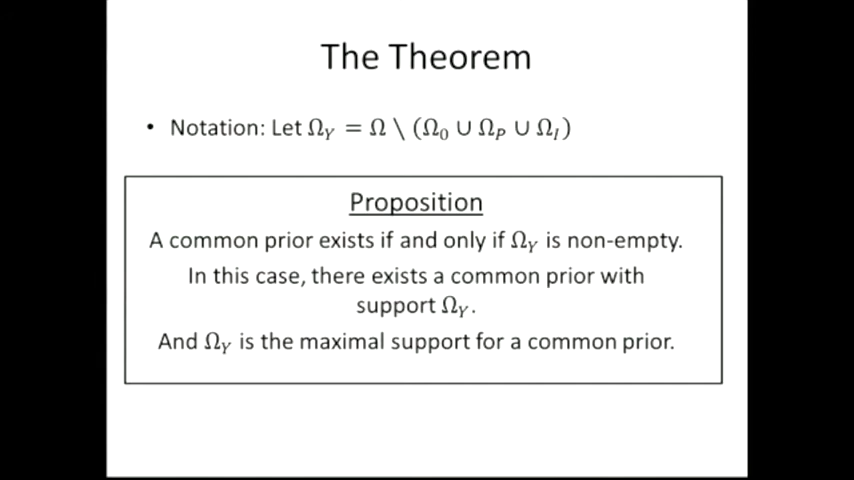 The Theorem
• Notation: Let Ω_Y = Ω \ (Ω_0 ∪ Ω_P ∪ Ω_I)
Proposition
A common prior exists if and only if Ω_Y is non-empty.
In this case, there exists a common prior with
support Ω_Y.
And Ω_Y is the maximal support for a common prior.